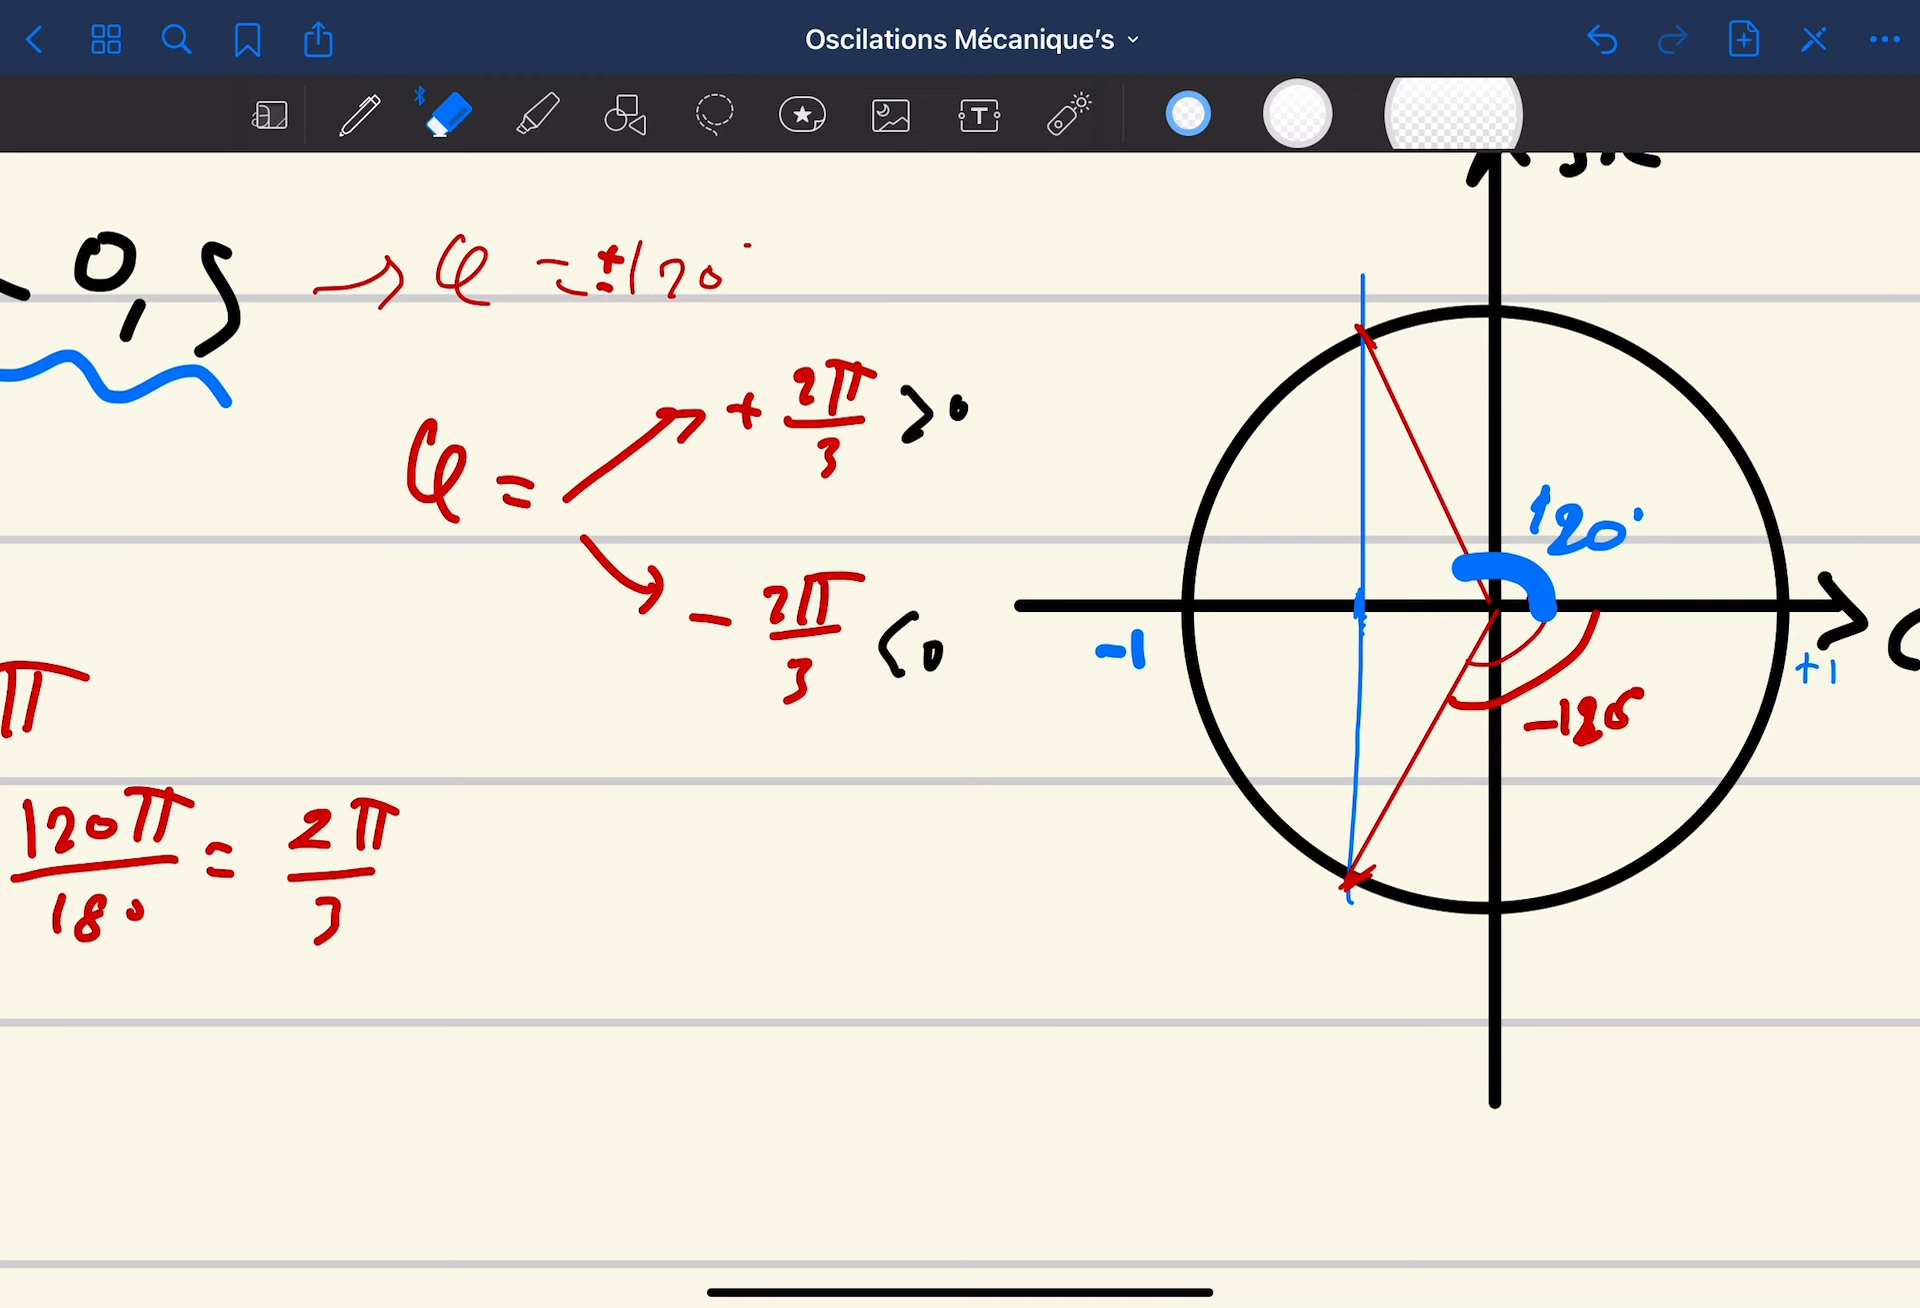 Oscilations Mécanique's
T
- 0,5 → φ = ±120°
φ =
+ 2π/3 > 0
- 2π/3 < 0
π
120π/180 = 2π/3
120°
-1
+1
-120°